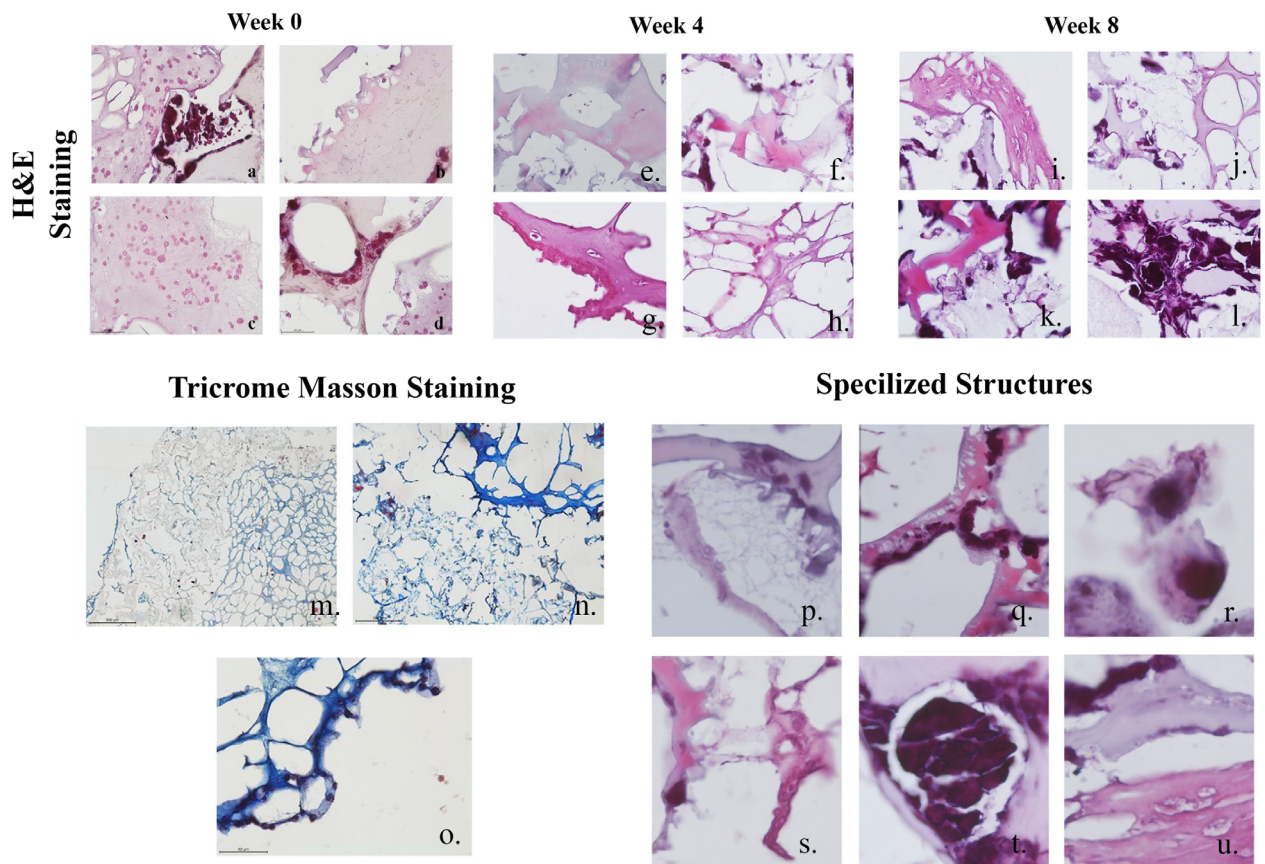 Week 0
Week 4
Week 8
H&E
Staining
a
b
e.
f.
i.
j.
c
d
g.
h.
k.
l.
Tricrome Masson Staining
Specilized Structures
m.
n.
p.
q.
r.
o.
s.
t.
u.